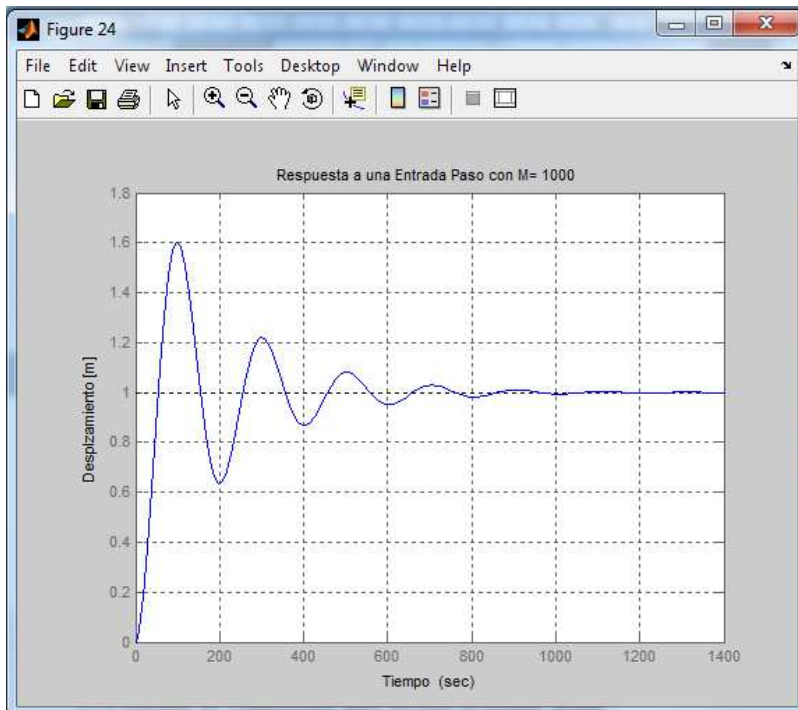 Figure 24
File Edit View Insert Tools Desktop Window Help
Respuesta a una Entrada Paso con M= 1000
1.8
1.6
1.4
1.2
1
0.8
0.6
0.4
0.2
0
Desplzamiento [m]
0 200 400 600 800 1000 1200 1400
Tiempo (sec)